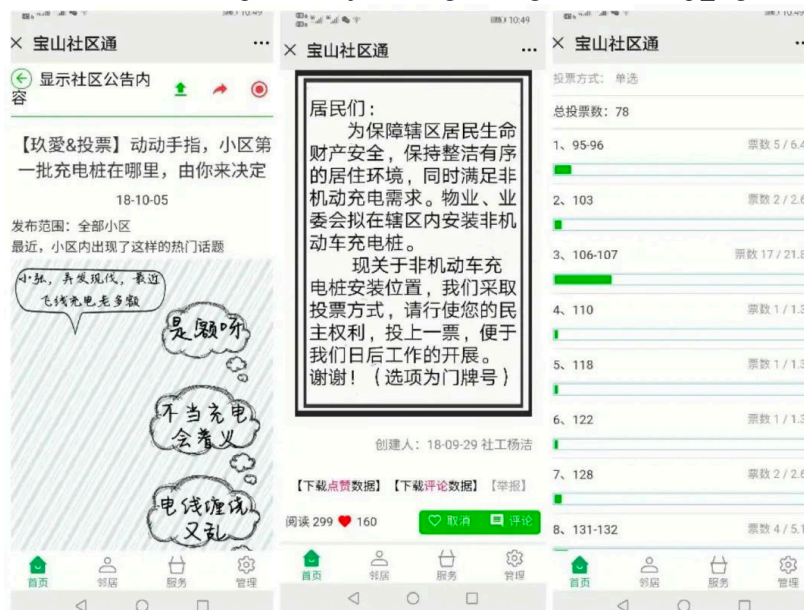 10:49
× 宝山社区通 ...
显示社区公告内
容
【玖愛&投票】动动手指，小区第
一批充电桩在哪里，由你来决定
18-10-05
发布范围：全部小区
最近，小区内出现了这样的热门话题
小张，弄发现伐，最近
飞线充电老多额
是额呀
不当充电
会着火
电线缠绕
又乱
首页 邻居 服务 管理
10:49
× 宝山社区通 ...
居民们：
为保障辖区居民生命
财产安全，保持整洁有序
的居住环境，同时满足非
机动充电需求。物业、业
委会拟在辖区内安装非机
动车充电桩。
现关于非机动车充
电桩安装位置，我们采取
投票方式，请行使您的民
主权利，投上一票，便于
我们日后工作的开展。
谢谢！（选项为门牌号）
创建人：18-09-29 社工杨洁
【下载点赞数据】【下载评论数据】【举报】
阅读 299 160 取消 评论
首页 邻居 服务 管理
10:49
× 宝山社区通
投票方式： 单选
总投票数：78
1、95-96 票数 5 / 6.4
2、103 票数 2 / 2.6
3、106-107 票数 17 / 21.8
4、110 票数 1 / 1.3
5、118 票数 1 / 1.3
6、122 票数 1 / 1.3
7、128 票数 2 / 2.6
8、131-132 票数 4 / 5.1
首页 邻居 服务 管理